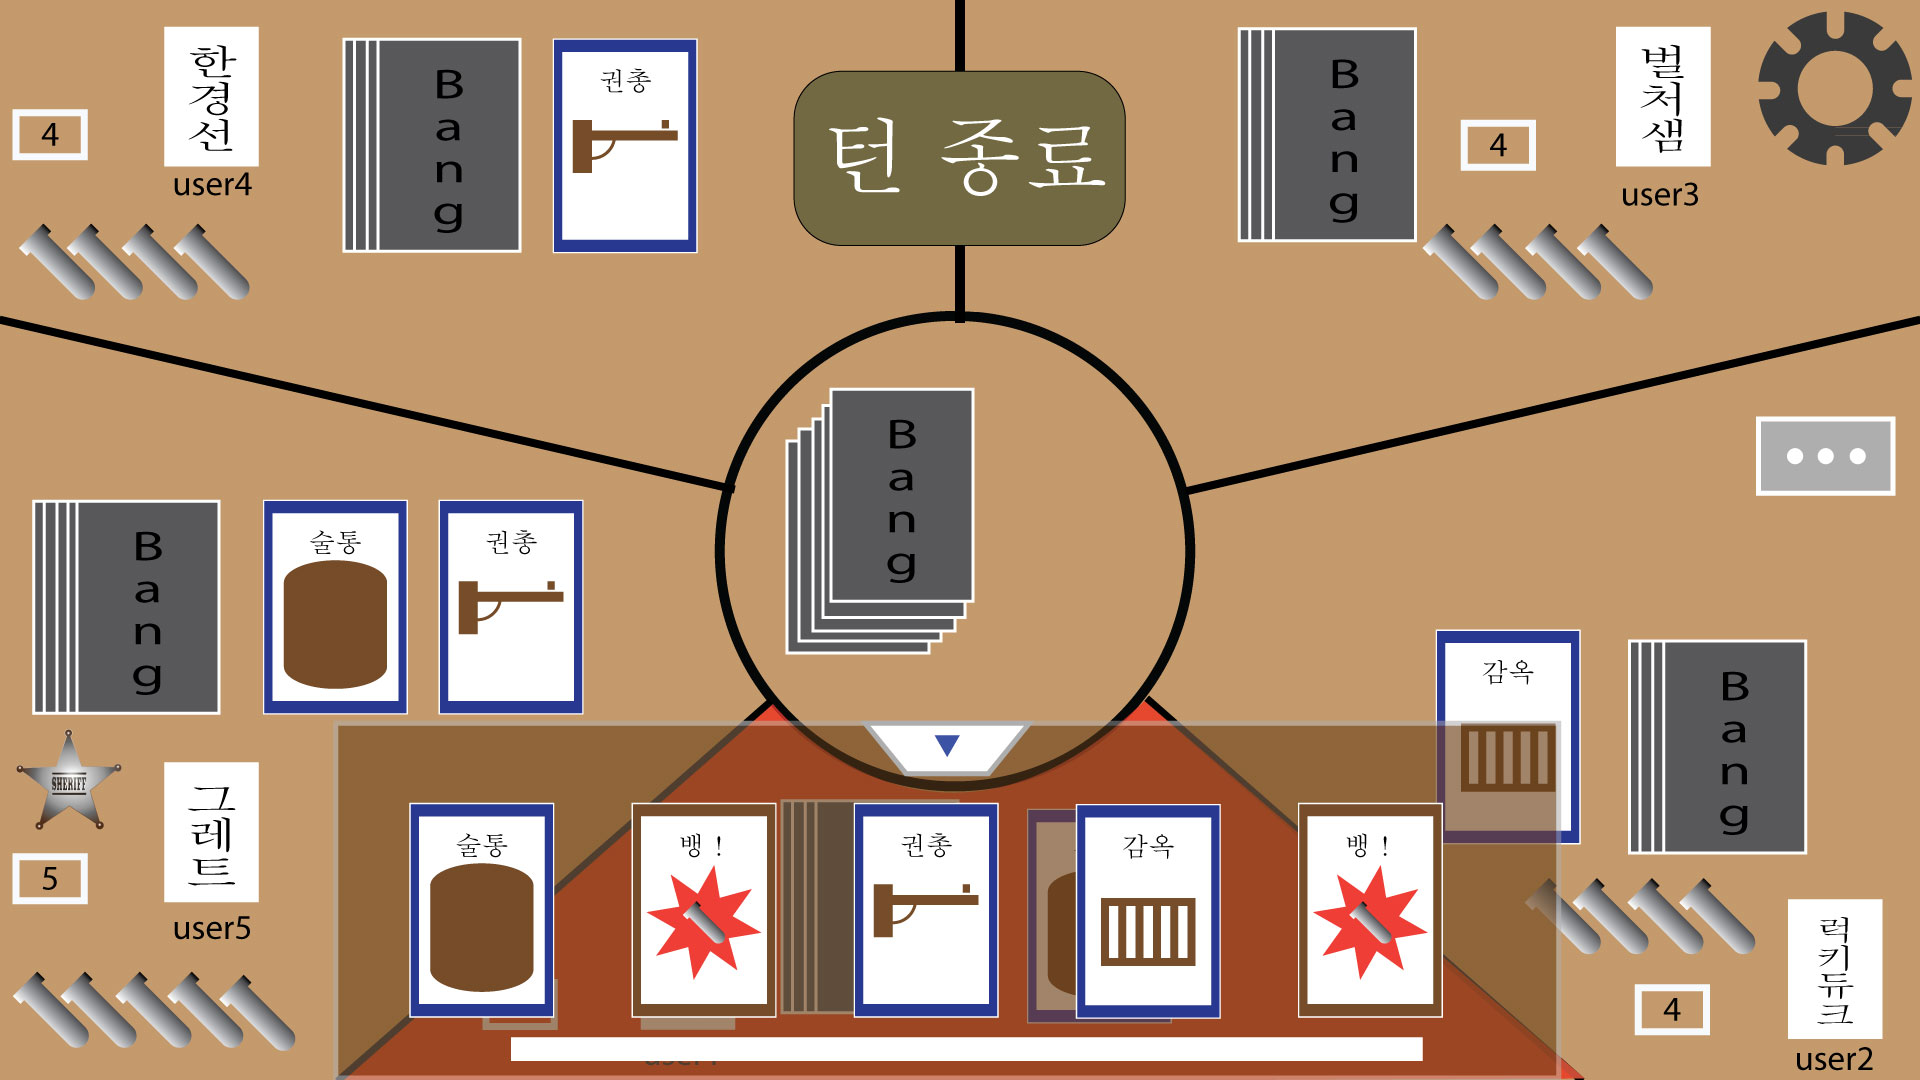 한경선
4
user4
Bang
권총
턴 종료
Bang
4
벌처샘
user3
Bang
Bang
술통
권총
감옥
Bang
SHERIFF
그레트
5
user5
술통
뱅 !
권총
감옥
뱅 !
럭키듀크
4
user2